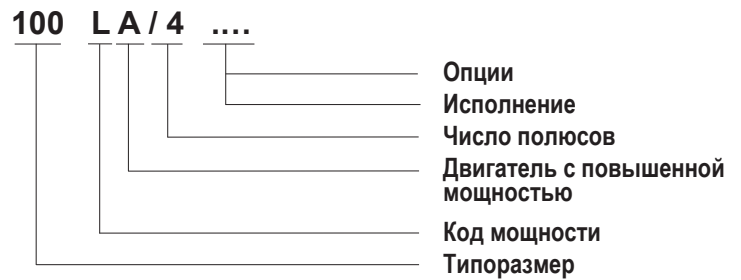 100 L A / 4 ....
Опции
Исполнение
Число полюсов
Двигатель с повышенной
мощностью
Код мощности
Типоразмер